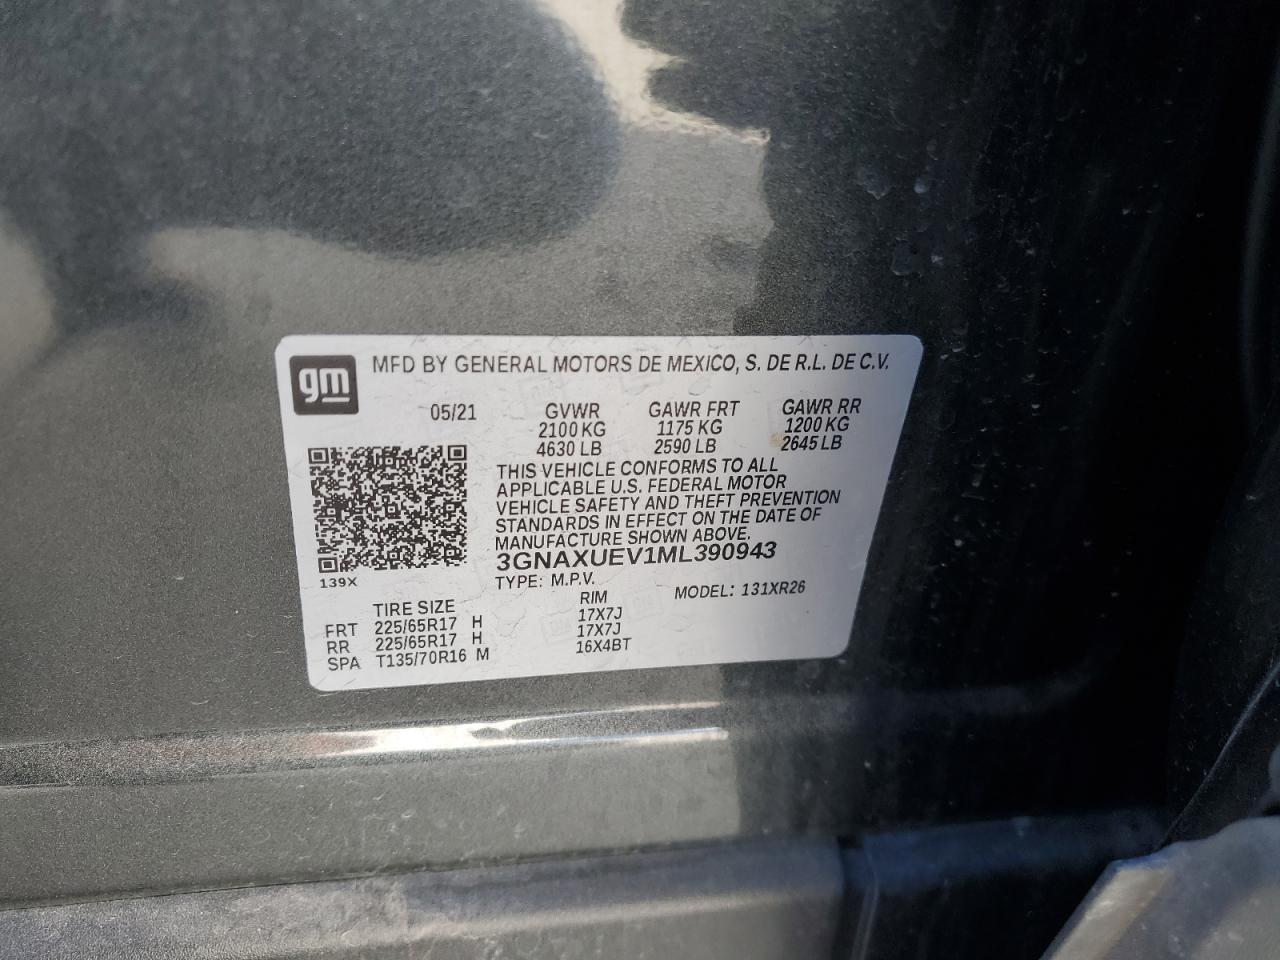 gm
MFD BY GENERAL MOTORS DE MEXICO, S. DE R.L. DE C.V.
05/21 GVWR GAWR FRT GAWR RR
2100 KG 1175 KG 1200 KG
4630 LB 2590 LB 2645 LB
THIS VEHICLE CONFORMS TO ALL
APPLICABLE U.S. FEDERAL MOTOR
VEHICLE SAFETY AND THEFT PREVENTION
STANDARDS IN EFFECT ON THE DATE OF
MANUFACTURE SHOWN ABOVE.
3GNAXUEV1ML390943
139X
TYPE: M.P.V. MODEL: 131XR26
TIRE SIZE RIM
FRT 225/65R17 H 17X7J
RR 225/65R17 H 17X7J
SPA T135/70R16 M 16X4BT